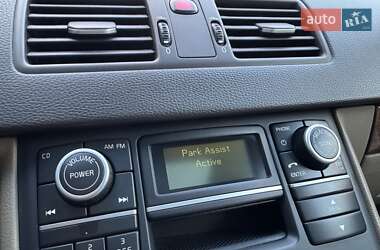 auto RIA
AM FM
PHONE
CD
VOLUME
POWER
Park Assist
Active
ENTER